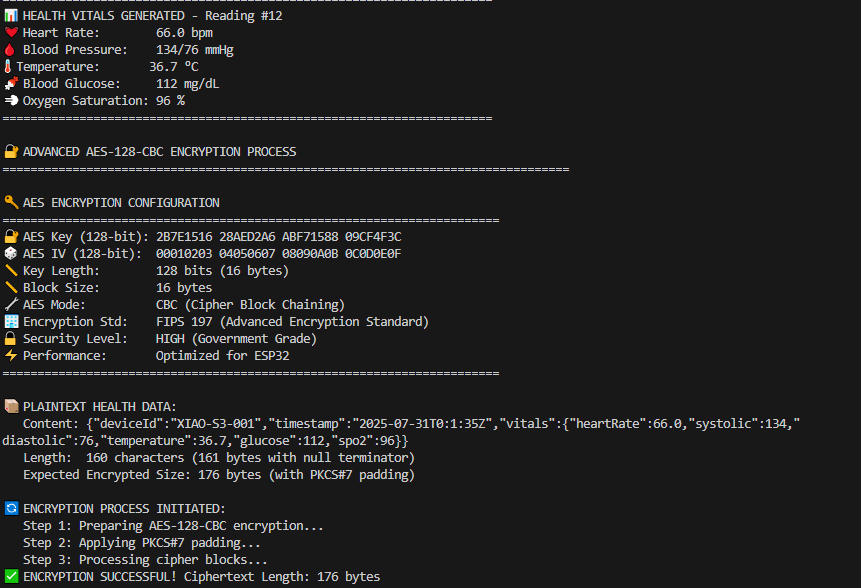 ==================================================================
📊 HEALTH VITALS GENERATED - Reading #12
❤️ Heart Rate: 66.0 bpm
🩸 Blood Pressure: 134/76 mmHg
🌡️ Temperature: 36.7 °C
🍬 Blood Glucose: 112 mg/dL
💨 Oxygen Saturation: 96 %
======================================================================
🔐 ADVANCED AES-128-CBC ENCRYPTION PROCESS
=================================================================================
🔑 AES ENCRYPTION CONFIGURATION
=======================================================================
🔐 AES Key (128-bit): 2B7E1516 28AED2A6 ABF71588 09CF4F3C
🎲 AES IV (128-bit): 00010203 04050607 08090A0B 0C0D0E0F
📏 Key Length: 128 bits (16 bytes)
📏 Block Size: 16 bytes
🔧 AES Mode: CBC (Cipher Block Chaining)
🏢 Encryption Std: FIPS 197 (Advanced Encryption Standard)
🔒 Security Level: HIGH (Government Grade)
⚡ Performance: Optimized for ESP32
=======================================================================
📦 PLAINTEXT HEALTH DATA:
Content: {"deviceId":"XIAO-S3-001","timestamp":"2025-07-31T0:1:35Z","vitals":{"heartRate":66.0,"systolic":134,"
diastolic":76,"temperature":36.7,"glucose":112,"spo2":96}}
Length: 160 characters (161 bytes with null terminator)
Expected Encrypted Size: 176 bytes (with PKCS#7 padding)
🔄 ENCRYPTION PROCESS INITIATED:
Step 1: Preparing AES-128-CBC encryption...
Step 2: Applying PKCS#7 padding...
Step 3: Processing cipher blocks...
✅ ENCRYPTION SUCCESSFUL! Ciphertext Length: 176 bytes